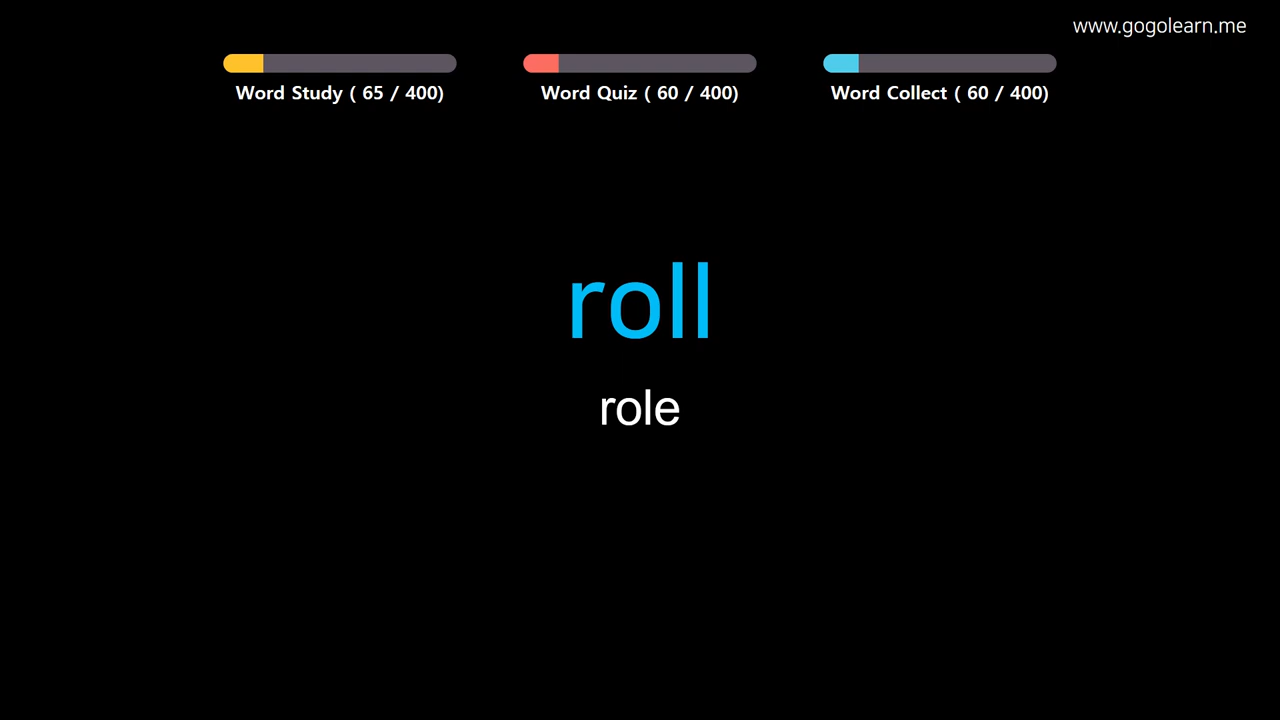 www.gogolearn.me
Word Study ( 65 / 400)
Word Quiz ( 60 / 400)
Word Collect ( 60 / 400)
roll
role